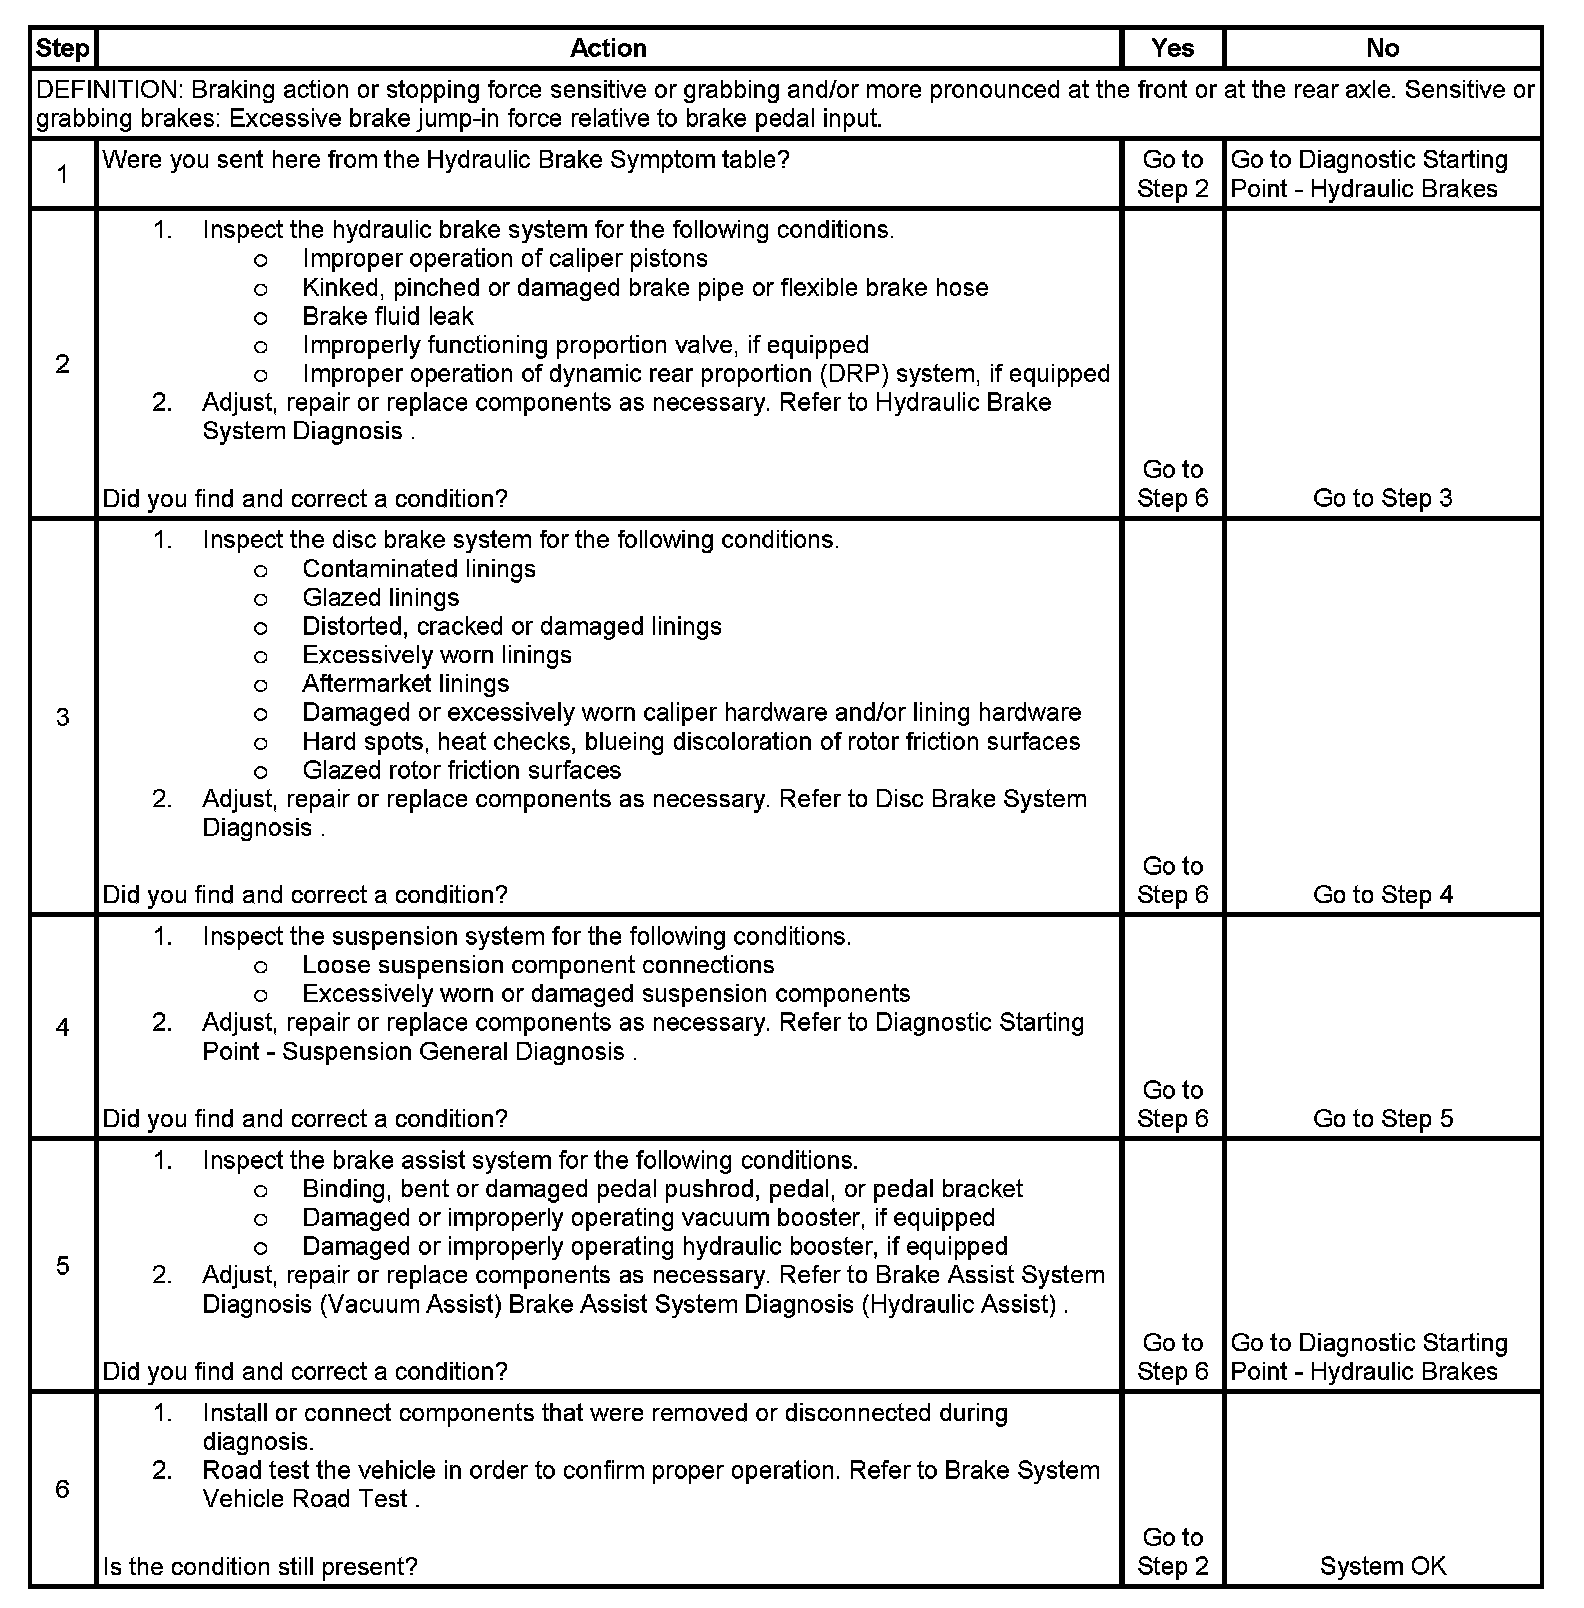 Step Action Yes No
DEFINITION: Braking action or stopping force sensitive or grabbing and/or more pronounced at the front or at the rear axle. Sensitive or
grabbing brakes: Excessive brake jump-in force relative to brake pedal input.
1 Were you sent here from the Hydraulic Brake Symptom table? Go to Step 2 Go to Diagnostic Starting
Point - Hydraulic Brakes
2
1. Inspect the hydraulic brake system for the following conditions.
o Improper operation of caliper pistons
o Kinked, pinched or damaged brake pipe or flexible brake hose
o Brake fluid leak
o Improperly functioning proportion valve, if equipped
o Improper operation of dynamic rear proportion (DRP) system, if equipped
2. Adjust, repair or replace components as necessary. Refer to Hydraulic Brake
System Diagnosis .
Did you find and correct a condition?
Go to
Step 6
Go to Step 3
3
1. Inspect the disc brake system for the following conditions.
o Contaminated linings
o Glazed linings
o Distorted, cracked or damaged linings
o Excessively worn linings
o Aftermarket linings
o Damaged or excessively worn caliper hardware and/or lining hardware
o Hard spots, heat checks, blueing discoloration of rotor friction surfaces
o Glazed rotor friction surfaces
2. Adjust, repair or replace components as necessary. Refer to Disc Brake System
Diagnosis .
Did you find and correct a condition?
Go to
Step 6
Go to Step 4
4
1. Inspect the suspension system for the following conditions.
o Loose suspension component connections
o Excessively worn or damaged suspension components
2. Adjust, repair or replace components as necessary. Refer to Diagnostic Starting
Point - Suspension General Diagnosis .
Did you find and correct a condition?
Go to
Step 6
Go to Step 5
5
1. Inspect the brake assist system for the following conditions.
o Binding, bent or damaged pedal pushrod, pedal, or pedal bracket
o Damaged or improperly operating vacuum booster, if equipped
o Damaged or improperly operating hydraulic booster, if equipped
2. Adjust, repair or replace components as necessary. Refer to Brake Assist System
Diagnosis (Vacuum Assist) Brake Assist System Diagnosis (Hydraulic Assist) .
Did you find and correct a condition?
Go to
Step 6
Go to Diagnostic Starting
Point - Hydraulic Brakes
6
1. Install or connect components that were removed or disconnected during
diagnosis.
2. Road test the vehicle in order to confirm proper operation. Refer to Brake System
Vehicle Road Test .
Is the condition still present?
Go to
Step 2
System OK